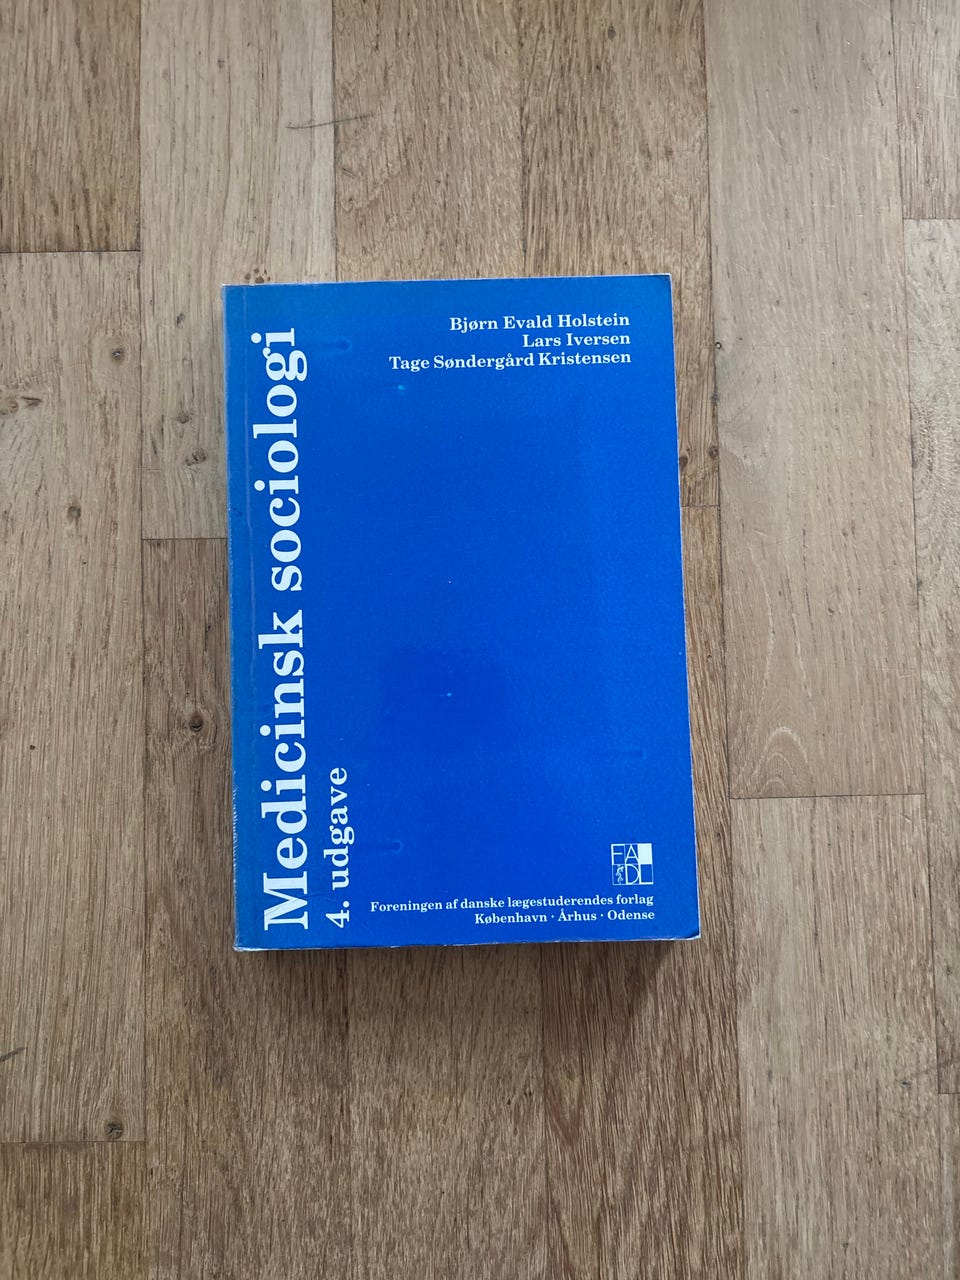 Bjørn Evald Holstein
Lars Iversen
Tage Søndergård Kristensen
Medicinsk sociologi
4. udgave
FADL
Foreningen af danske lægestuderendes forlag
København · Århus · Odense